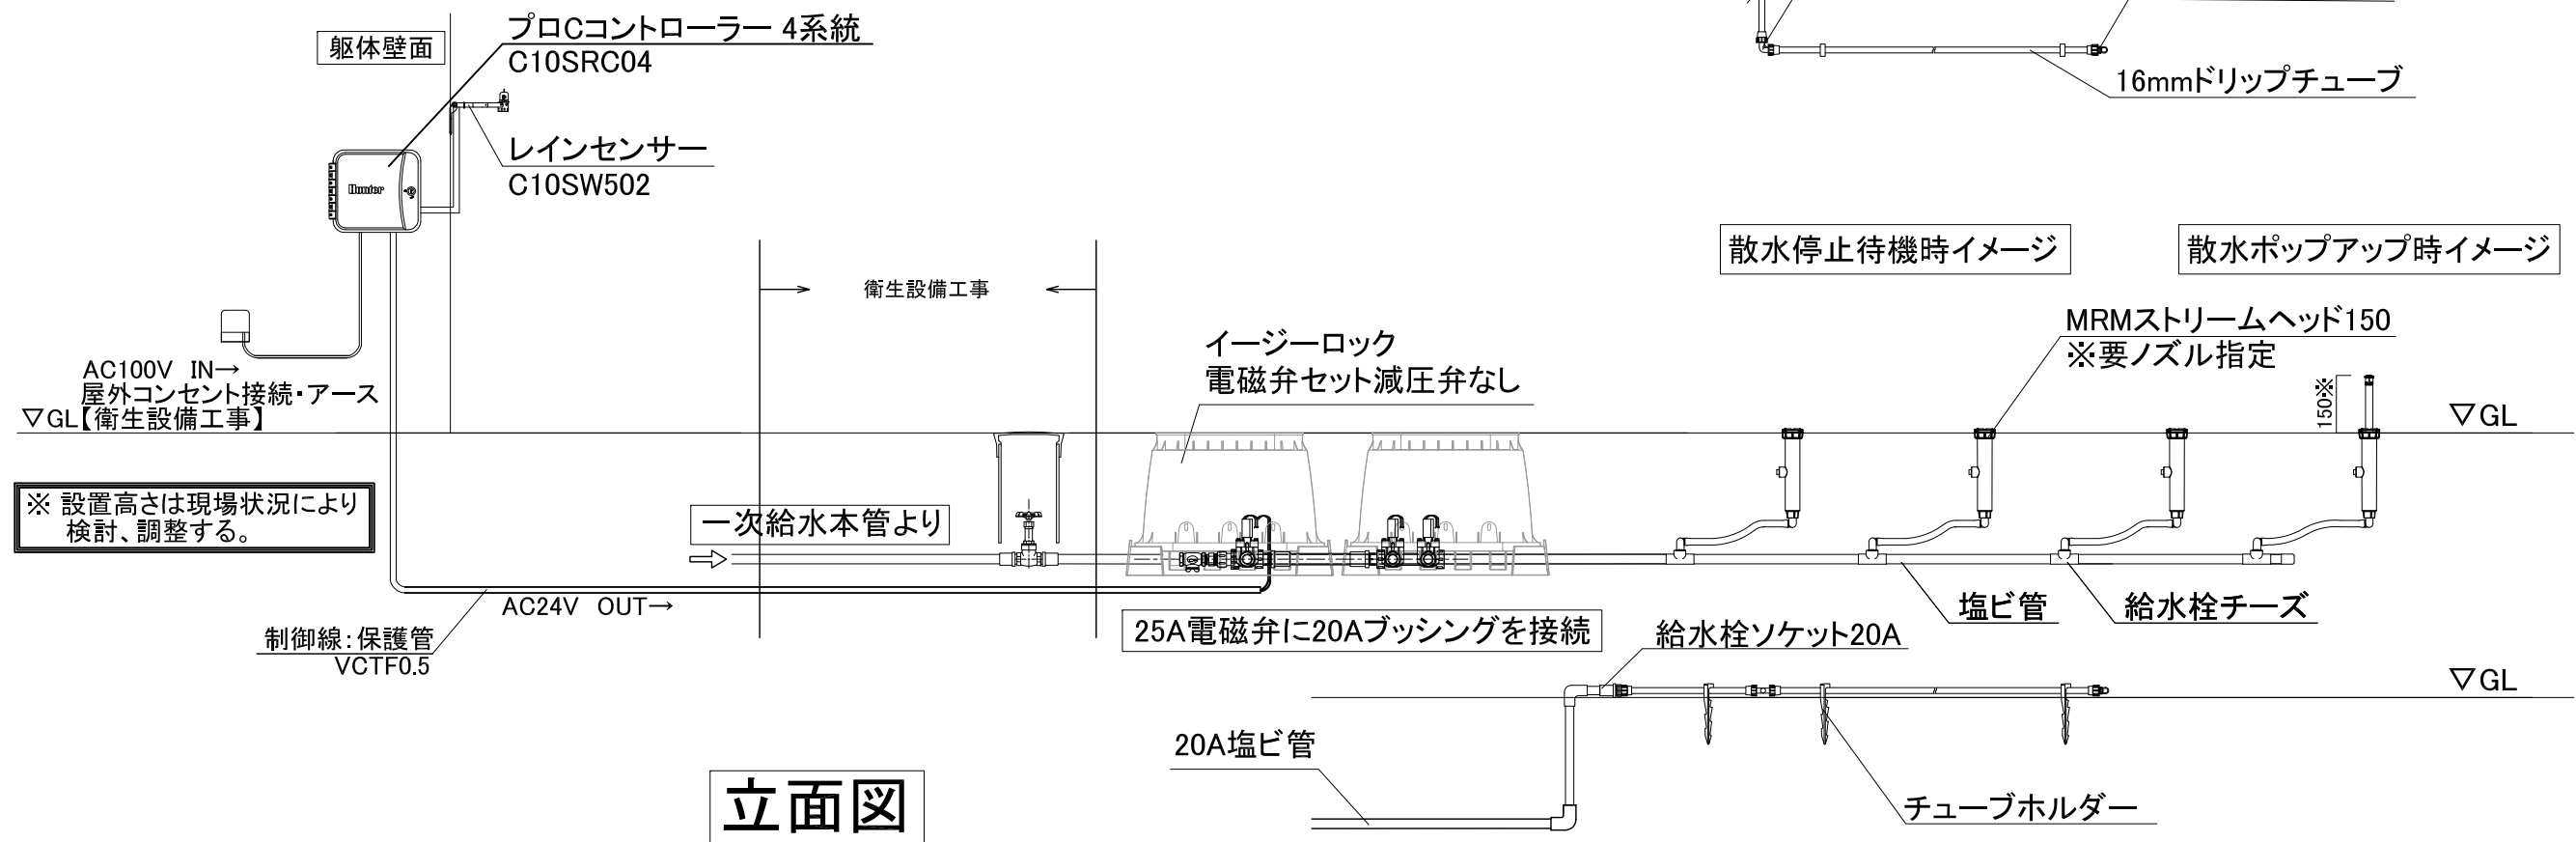 躯体壁面
プロCコントローラー 4系統
C10SRC04
レインセンサー
C10SW502
Hunter
16mmドリップチューブ
散水停止待機時イメージ
散水ポップアップ時イメージ
衛生設備工事
イージーロック
電磁弁セット減圧弁なし
MRMストリームヘッド150
※要ノズル指定
150※
AC100V IN→
屋外コンセント接続・アース
▽GL【衛生設備工事】
▽GL
※ 設置高さは現場状況により
検討、調整する。
一次給水本管より
AC24V OUT→
制御線:保護管
VCTF0.5
25A電磁弁に20Aブッシングを接続
塩ビ管
給水栓チーズ
給水栓ソケット20A
▽GL
20A塩ビ管
チューブホルダー
立面図